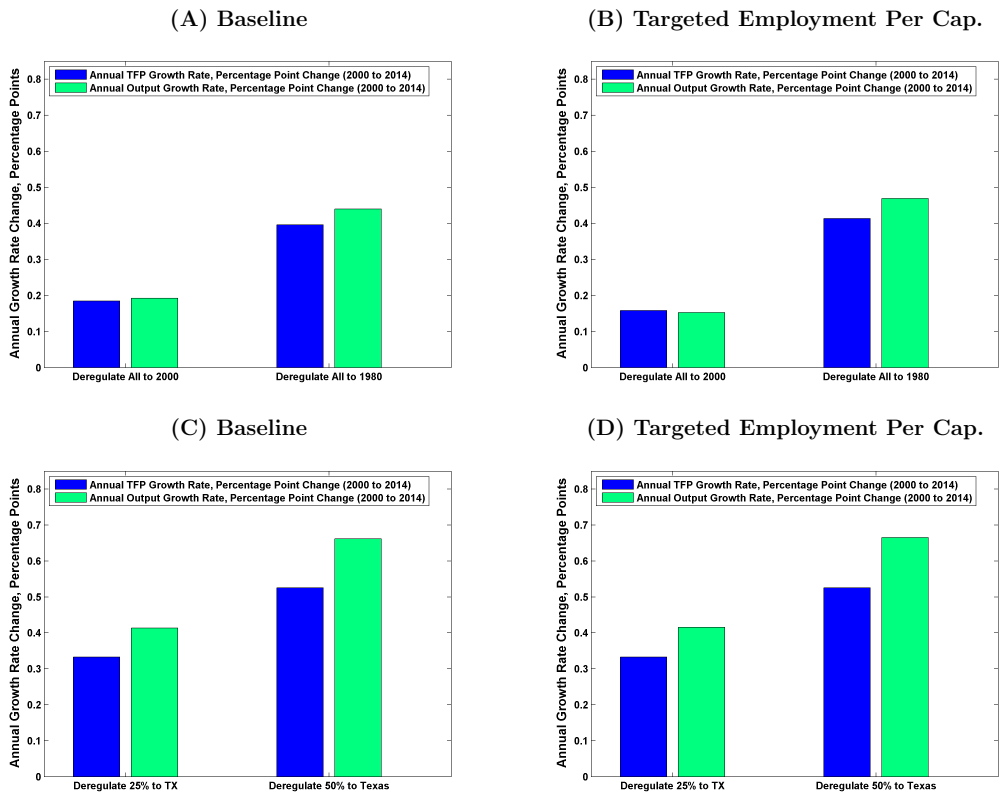 (A) Baseline
Annual Growth Rate Change, Percentage Points
0.8
0.7
0.6
0.5
0.4
0.3
0.2
0.1
0
Annual TFP Growth Rate, Percentage Point Change (2000 to 2014)
Annual Output Growth Rate, Percentage Point Change (2000 to 2014)
Deregulate All to 2000
Deregulate All to 1980
(B) Targeted Employment Per Cap.
Annual Growth Rate Change, Percentage Points
0.8
0.7
0.6
0.5
0.4
0.3
0.2
0.1
0
Annual TFP Growth Rate, Percentage Point Change (2000 to 2014)
Annual Output Growth Rate, Percentage Point Change (2000 to 2014)
Deregulate All to 2000
Deregulate All to 1980
(C) Baseline
Annual Growth Rate Change, Percentage Points
0.8
0.7
0.6
0.5
0.4
0.3
0.2
0.1
0
Annual TFP Growth Rate, Percentage Point Change (2000 to 2014)
Annual Output Growth Rate, Percentage Point Change (2000 to 2014)
Deregulate 25% to TX
Deregulate 50% to Texas
(D) Targeted Employment Per Cap.
Annual Growth Rate Change, Percentage Points
0.8
0.7
0.6
0.5
0.4
0.3
0.2
0.1
0
Annual TFP Growth Rate, Percentage Point Change (2000 to 2014)
Annual Output Growth Rate, Percentage Point Change (2000 to 2014)
Deregulate 25% to TX
Deregulate 50% to Texas